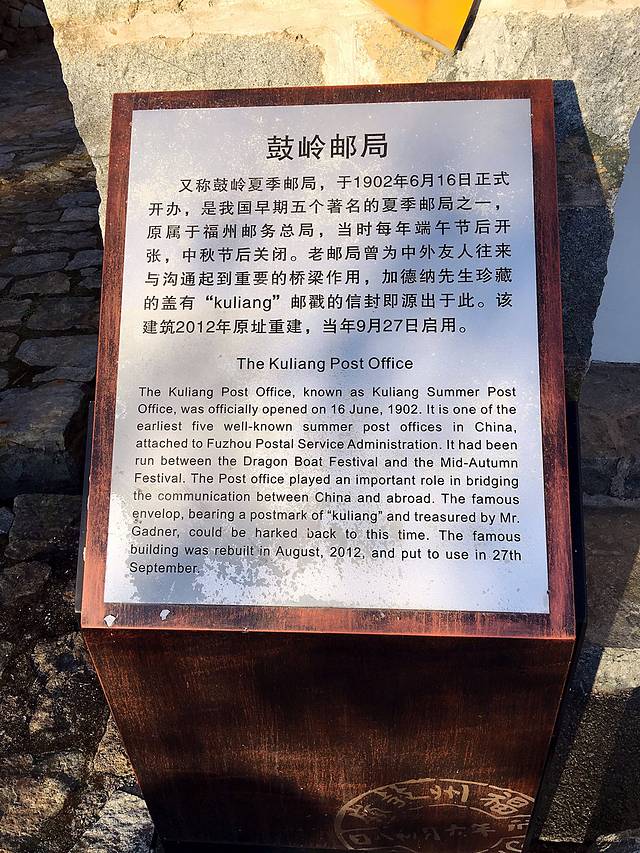 鼓岭邮局
又称鼓岭夏季邮局，于1902年6月16日正式
开办，是我国早期五个著名的夏季邮局之一，
原属于福州邮务总局，当时每年端午节后开
张，中秋节后关闭。老邮局曾为中外友人往来
与沟通起到重要的桥梁作用，加德纳先生珍藏
的盖有“kuliang”邮戳的信封即源出于此。该
建筑2012年原址重建，当年9月27日启用。
The Kuliang Post Office
The Kuliang Post Office, known as Kuliang Summer Post
Office, was officially opened on 16 June, 1902. It is one of the
earliest five well-known summer post offices in China,
attached to Fuzhou Postal Service Administration. It had been
run between the Dragon Boat Festival and the Mid-Autumn
Festival. The Post office played an important role in bridging
the communication between China and abroad. The famous
envelop, bearing a postmark of “kuliang” and treasured by Mr.
Gadner, could be harked back to this time. The famous
building was rebuilt in August, 2012, and put to use in 27th
September.